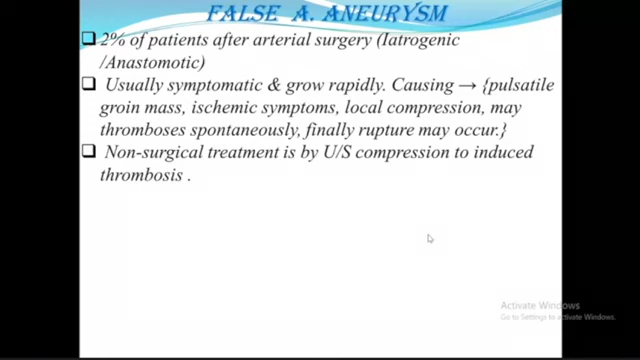 FALSE A. ANEURYSM
2% of patients after arterial surgery (Iatrogenic
/Anastomotic)
Usually symptomatic & grow rapidly. Causing → {pulsatile
groin mass, ischemic symptoms, local compression, may
thromboses spontaneously, finally rupture may occur.}
Non-surgical treatment is by U/S compression to induced
thrombosis .
Activate Windows
Go to Settings to activate Windows.